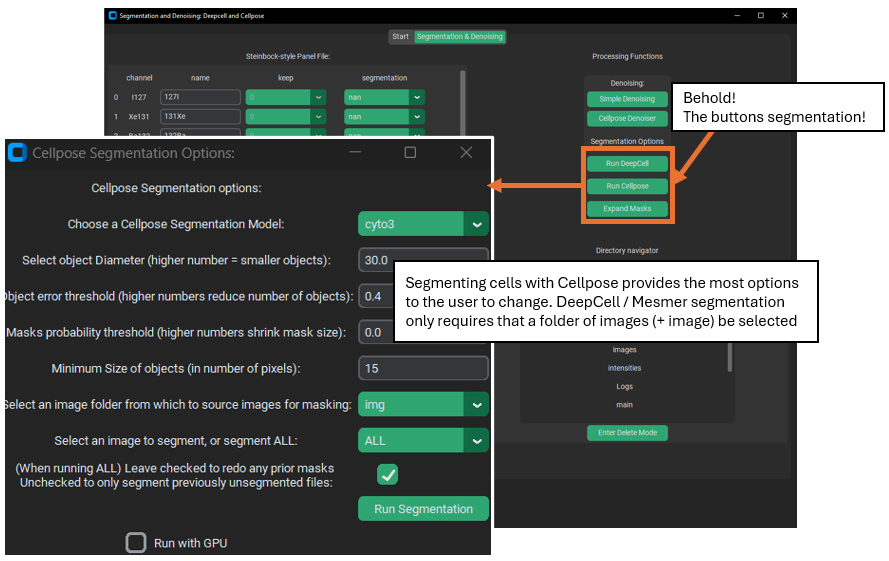 Segmentation and Denoising: Deepcell and Cellpose
Start Segmentation & Denoising
Steinbock-style Panel File:
channel name keep segmentation
0 I127 127I 0 nan
1 Xe131 131Xe 0 nan
Processing Functions
Denoising:
Simple Denoising
Cellpose Denoiser
Segmentation Options
Run DeepCell
Run Cellpose
Expand Masks
Behold!
The buttons segmentation!
Cellpose Segmentation Options:
Cellpose Segmentation options:
Choose a Cellpose Segmentation Model: cyto3
Select object Diameter (higher number = smaller objects): 30.0
Object error threshold (higher numbers reduce number of objects): 0.4
Masks probability threshold (higher numbers shrink mask size): 0.0
Minimum Size of objects (in number of pixels): 15
Select an image folder from which to source images for masking: img
Select an image to segment, or segment ALL: ALL
(When running ALL) Leave checked to redo any prior masks
Unchecked to only segment previously unsegmented files:
Run Segmentation
Run with GPU
Directory navigator
Segmenting cells with Cellpose provides the most options
to the user to change. DeepCell / Mesmer segmentation
only requires that a folder of images (+ image) be selected
images
intensities
Logs
main
Enter Delete Mode